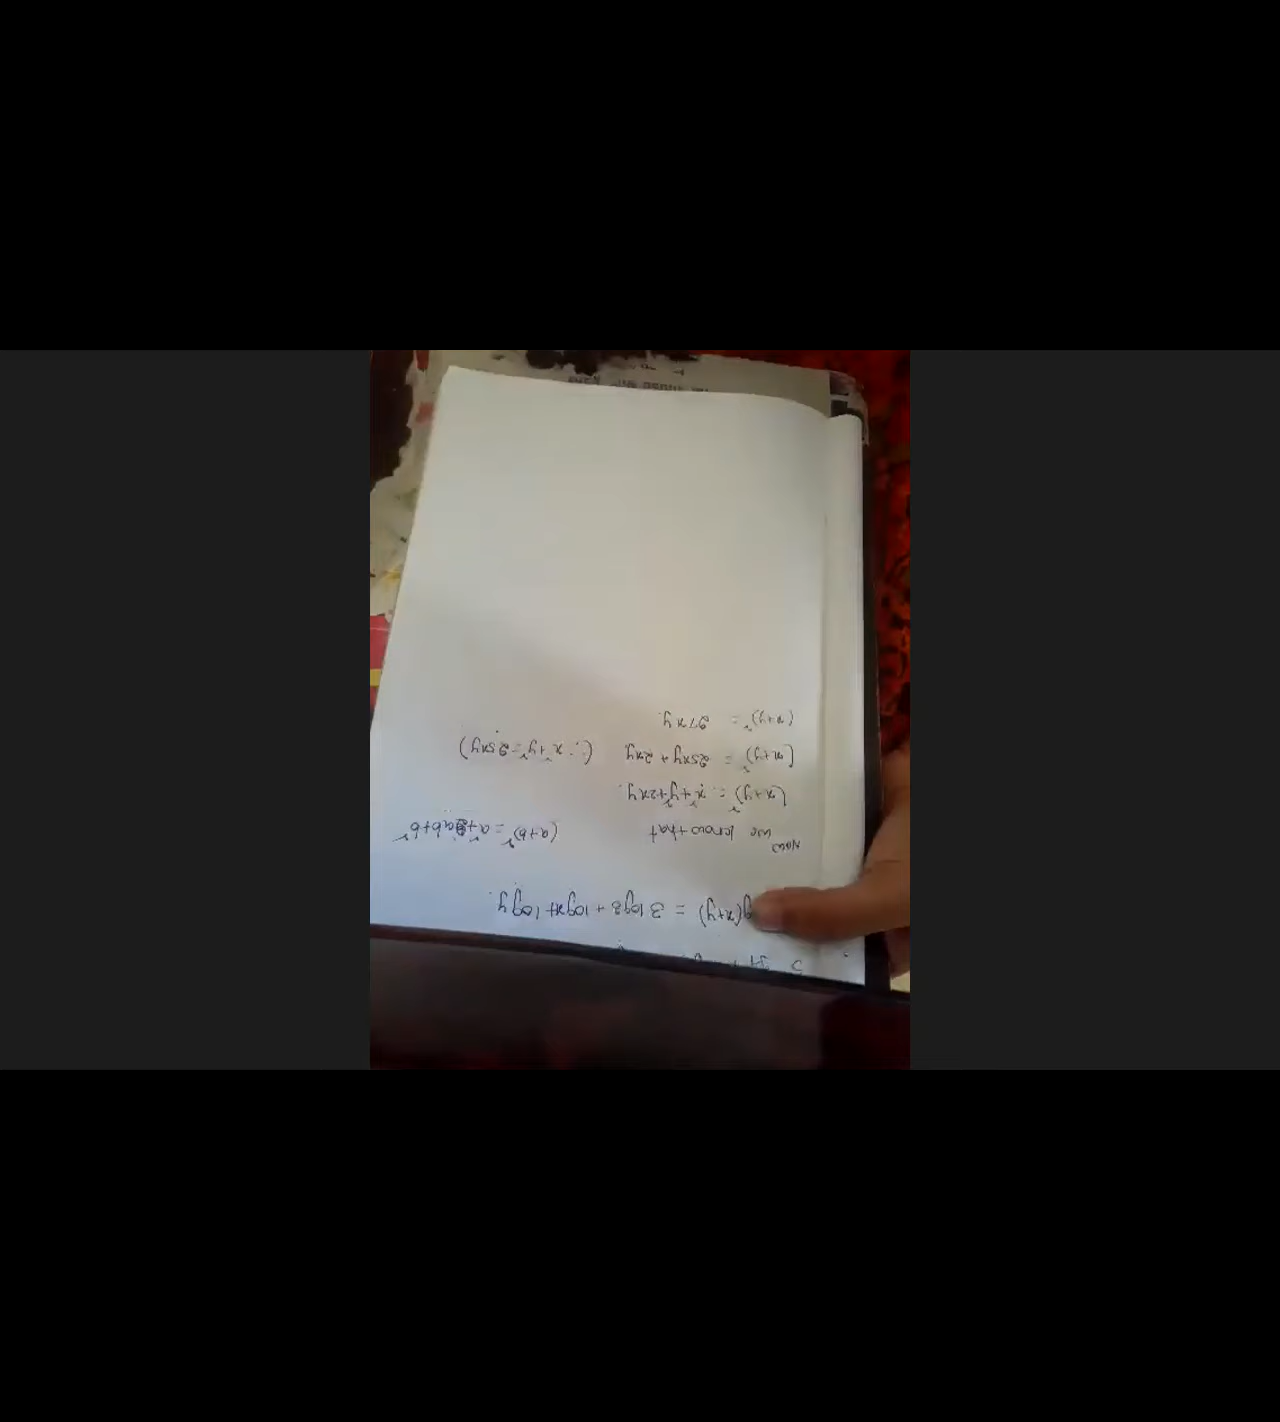 (x+y) = 3 log3 + logx + logy.
Now we know that (a+b)² = a²+2ab+b²
(x+y)² = x²+y²+2xy.
(x+y)² = 25xy + 2xy (∵ x²+y²=25xy)
(x+y)² = 27xy.